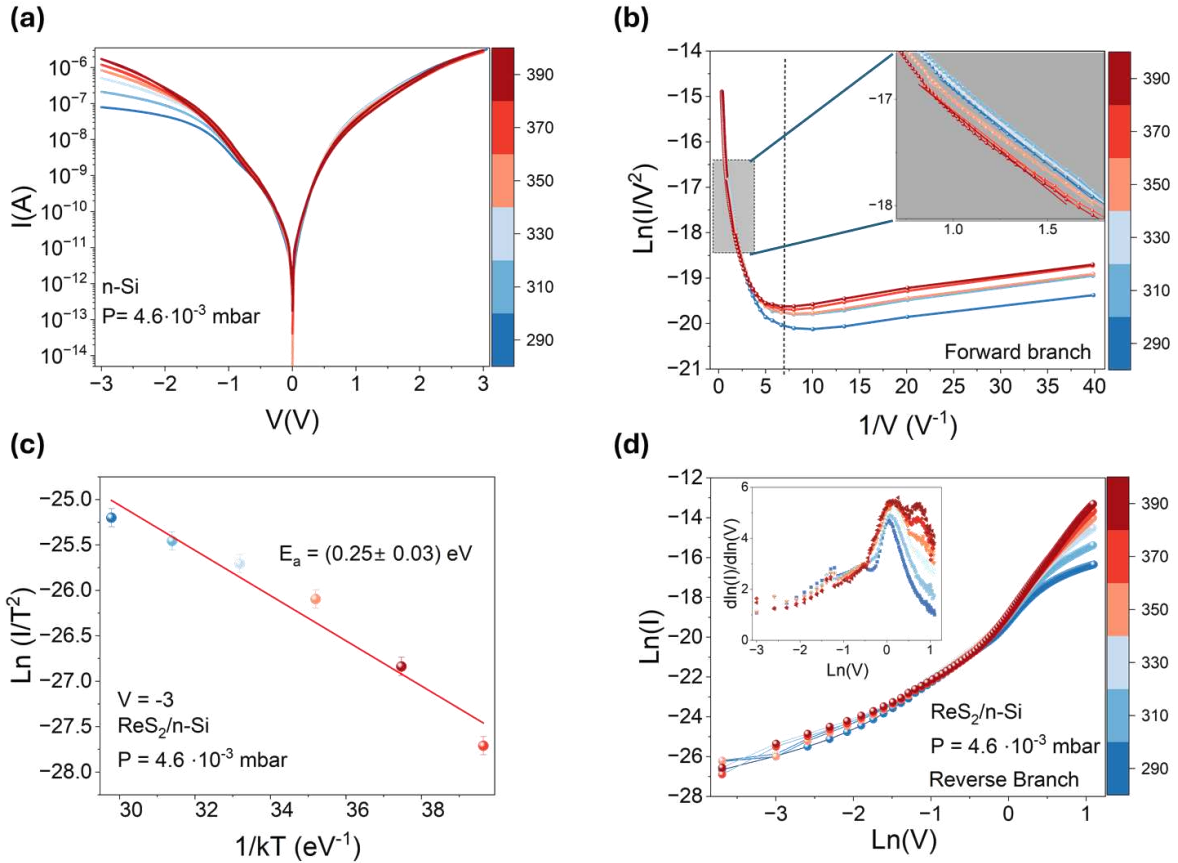 (a)
I(A)
10⁻⁶
10⁻⁷
10⁻⁸
10⁻⁹
10⁻¹⁰
10⁻¹¹
10⁻¹²
10⁻¹³
10⁻¹⁴
n-Si
P= 4.6·10⁻³ mbar
−3 −2 −1 0 1 2 3
V(V)
390
370
350
330
310
290
(b)
Ln(I/V²)
−14
−15
−16
−17
−18
−19
−20
−21
−17
−18
1.0 1.5
Forward branch
0 5 10 15 20 25 30 35 40
1/V (V⁻¹)
390
370
350
330
310
290
(c)
Ln (I/T²)
−25.0
−25.5
−26.0
−26.5
−27.0
−27.5
−28.0
Eₐ = (0.25± 0.03) eV
V = -3
ReS₂/n-Si
P = 4.6 ·10⁻³ mbar
30 32 34 36 38
1/kT (eV⁻¹)
(d)
Ln(I)
−12
−14
−16
−18
−20
−22
−24
−26
−28
dln(I)/dln(V)
6
4
2
0
−3 −2 −1 0 1
Ln(V)
ReS₂/n-Si
P = 4.6 ·10⁻³ mbar
Reverse Branch
−3 −2 −1 0 1
Ln(V)
390
370
350
330
310
290